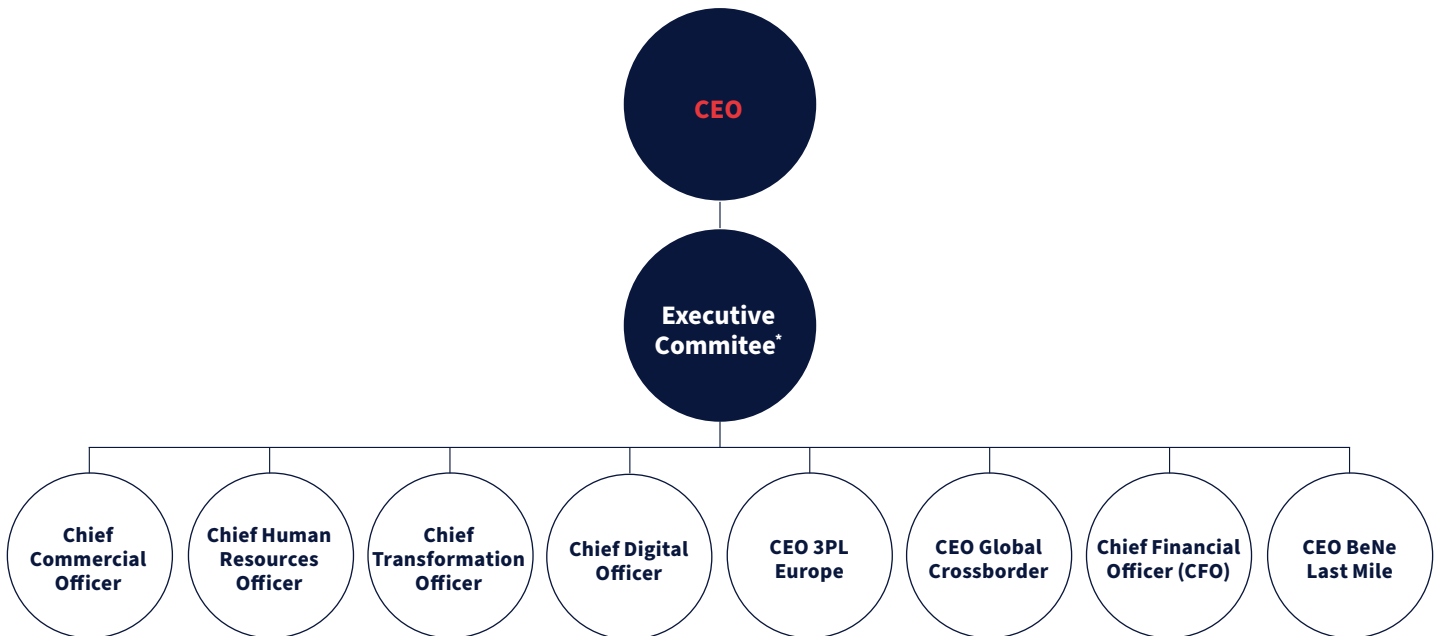 CEO
Executive
Commitee*
Chief
Commercial
Officer
Chief Human
Resources
Officer
Chief
Transformation
Officer
Chief Digital
Officer
CEO 3PL
Europe
CEO Global
Crossborder
Chief Financial
Officer (CFO)
CEO BeNe
Last Mile